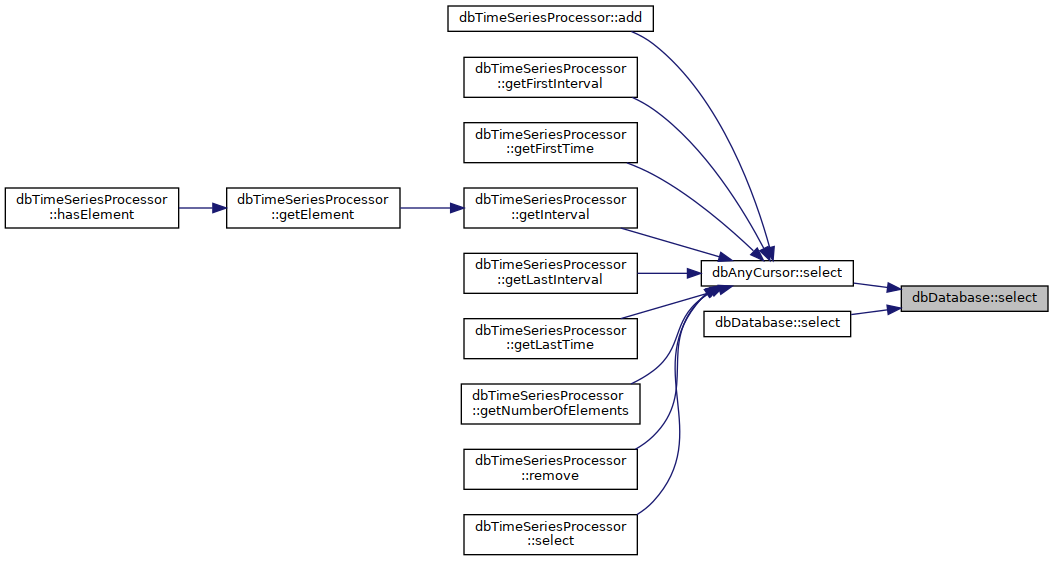 dbTimeSeriesProcessor::add
dbTimeSeriesProcessor
::getFirstInterval
dbTimeSeriesProcessor
::getFirstTime
dbTimeSeriesProcessor
::hasElement
dbTimeSeriesProcessor
::getElement
dbTimeSeriesProcessor
::getInterval
dbTimeSeriesProcessor
::getLastInterval
dbAnyCursor::select
dbDatabase::select
dbTimeSeriesProcessor
::getLastTime
dbDatabase::select
dbTimeSeriesProcessor
::getNumberOfElements
dbTimeSeriesProcessor
::remove
dbTimeSeriesProcessor
::select